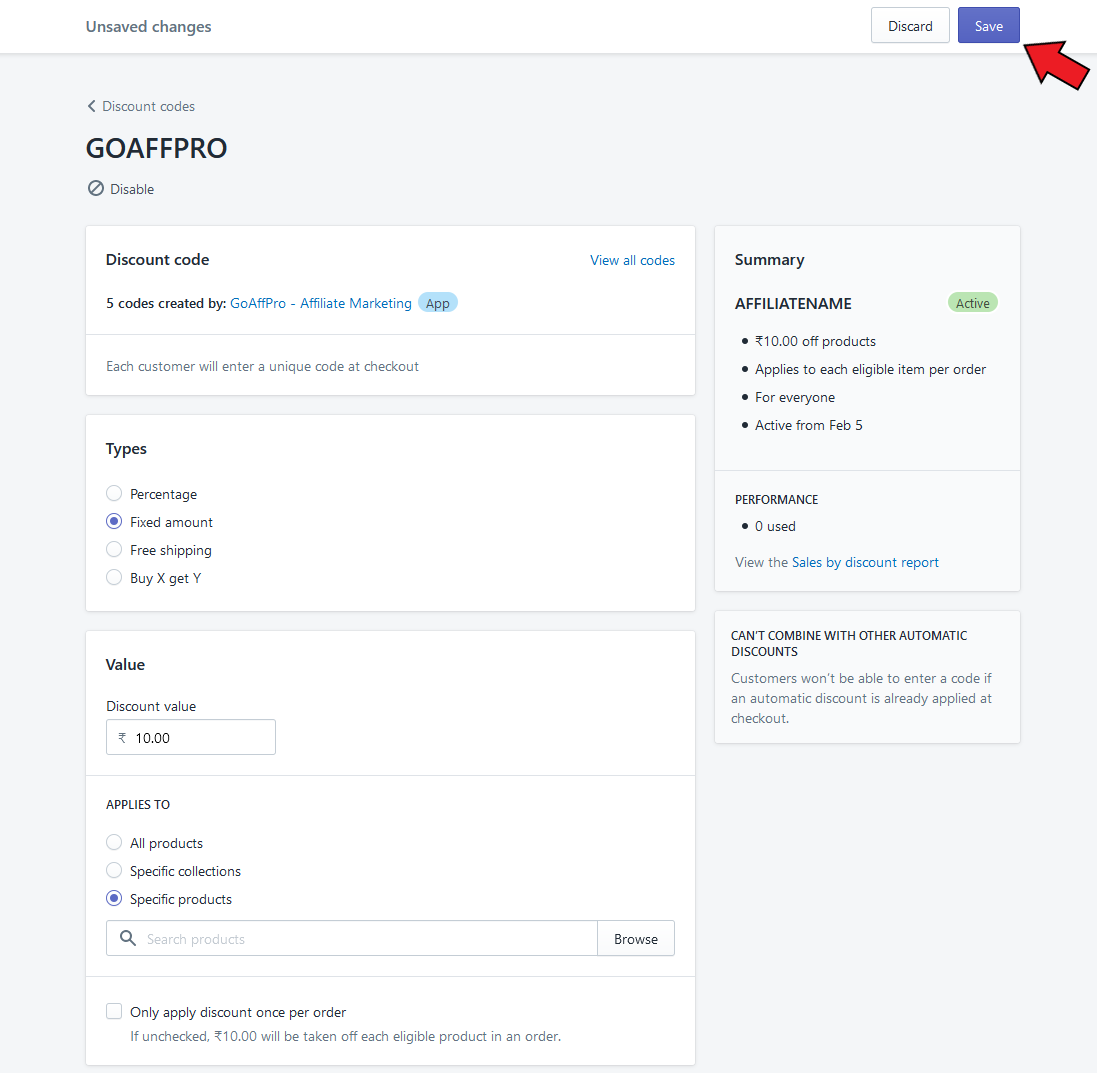 Unsaved changes
Discard
Save
Discount codes
GOAFFPRO
Disable
Discount code
View all codes
5 codes created by: GoAffPro - Affiliate Marketing App
Each customer will enter a unique code at checkout
Types
Percentage
Fixed amount
Free shipping
Buy X get Y
Value
Discount value
₹ 10.00
APPLIES TO
All products
Specific collections
Specific products
Search products
Browse
Only apply discount once per order
If unchecked, ₹10.00 will be taken off each eligible product in an order.
Summary
AFFILIATENAME
Active
• ₹10.00 off products
• Applies to each eligible item per order
• For everyone
• Active from Feb 5
PERFORMANCE
• 0 used
View the Sales by discount report
CAN'T COMBINE WITH OTHER AUTOMATIC
DISCOUNTS
Customers won't be able to enter a code if
an automatic discount is already applied at
checkout.